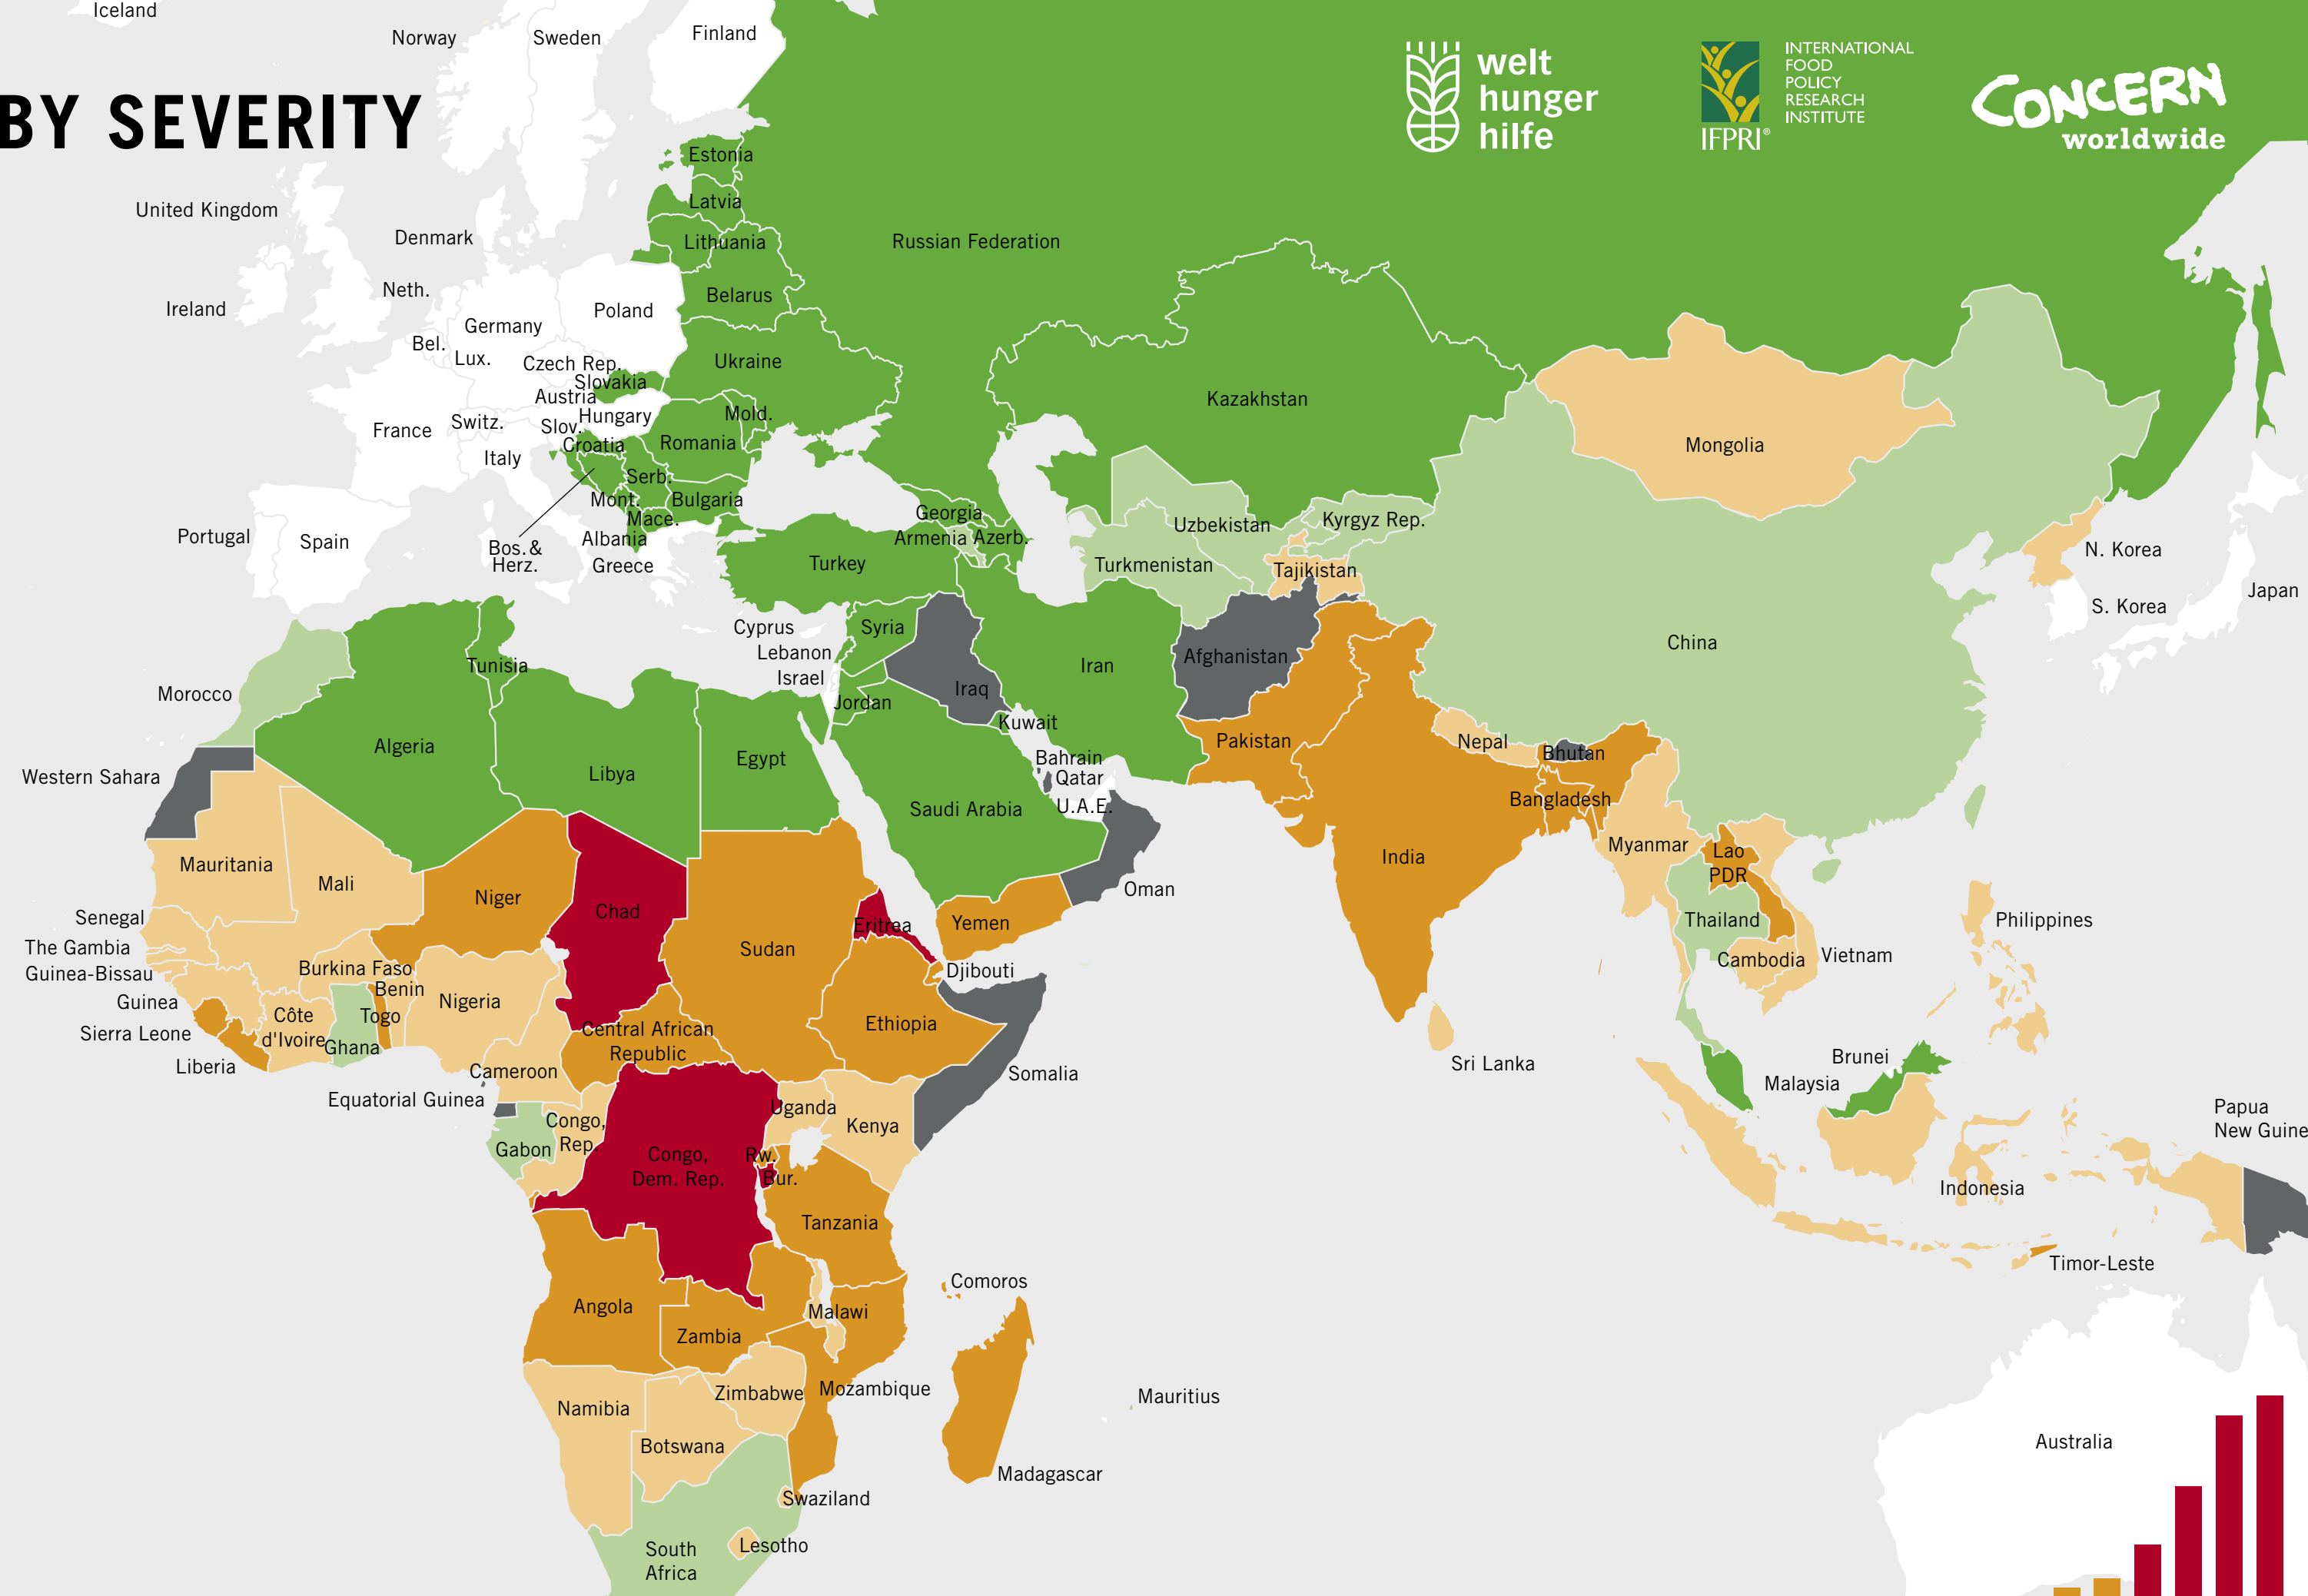 Iceland
Norway
Sweden
Finland
BY SEVERITY
welt
hunger
hilfe
IFPRI®
INTERNATIONAL
FOOD
POLICY
RESEARCH
INSTITUTE
CONCERN
worldwide
Estonia
Latvia
United Kingdom
Denmark
Lithuania
Russian Federation
Neth.
Belarus
Ireland
Poland
Germany
Bel.
Lux.
Czech Rep.
Ukraine
Slovakia
Austria
Kazakhstan
Hungary
Mold.
Switz.
Slov.
France
Croatia
Romania
Mongolia
Italy
Serb.
Mont.
Bulgaria
Mace.
Georgia
Uzbekistan
Kyrgyz Rep.
Portugal
Spain
Bos.&
Herz.
Albania
Greece
Armenia
Azerb.
N. Korea
Turkey
Turkmenistan
Tajikistan
Japan
S. Korea
Cyprus
Syria
China
Lebanon
Israel
Tunisia
Iran
Afghanistan
Morocco
Jordan
Iraq
Kuwait
Algeria
Egypt
Pakistan
Nepal
Bhutan
Western Sahara
Libya
Bahrain
Qatar
U.A.E.
Saudi Arabia
Bangladesh
Mauritania
Mali
India
Myanmar
Lao
PDR
Niger
Chad
Oman
Senegal
Eritrea
Yemen
Thailand
Philippines
The Gambia
Sudan
Guinea-Bissau
Burkina Faso
Djibouti
Cambodia
Vietnam
Benin
Guinea
Nigeria
Côte
d'Ivoire
Togo
Sierra Leone
Ghana
Central African
Republic
Ethiopia
Liberia
Cameroon
Somalia
Sri Lanka
Brunei
Malaysia
Equatorial Guinea
Congo,
Rep.
Uganda
Kenya
Papua
New Guine
Gabon
Congo,
Dem. Rep.
Rw.
Bur.
Indonesia
Tanzania
Timor-Leste
Comoros
Angola
Malawi
Zambia
Zimbabwe
Mozambique
Mauritius
Namibia
Botswana
Australia
Madagascar
Swaziland
South
Africa
Lesotho